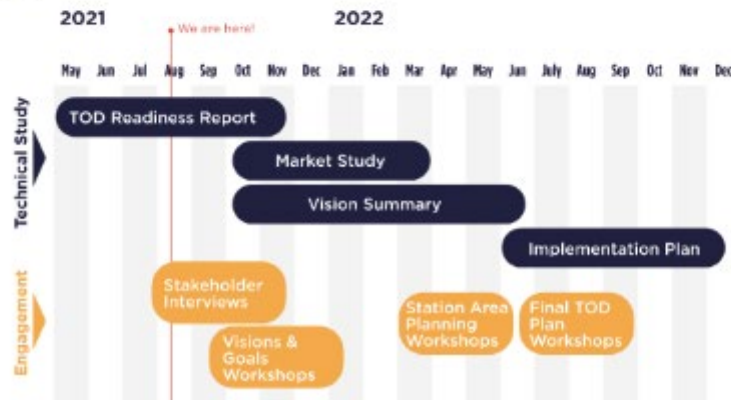 2021
We are here!
2022
May Jun Jul Aug Sep Oct Nov Dec Jan Feb Mar Apr May Jun July Aug Sep Oct Nov Dec
Technical Study
TOD Readiness Report
Market Study
Vision Summary
Implementation Plan
Engagement
Stakeholder
Interviews
Visions &
Goals
Workshops
Station Area
Planning
Workshops
Final TOD
Plan
Workshops